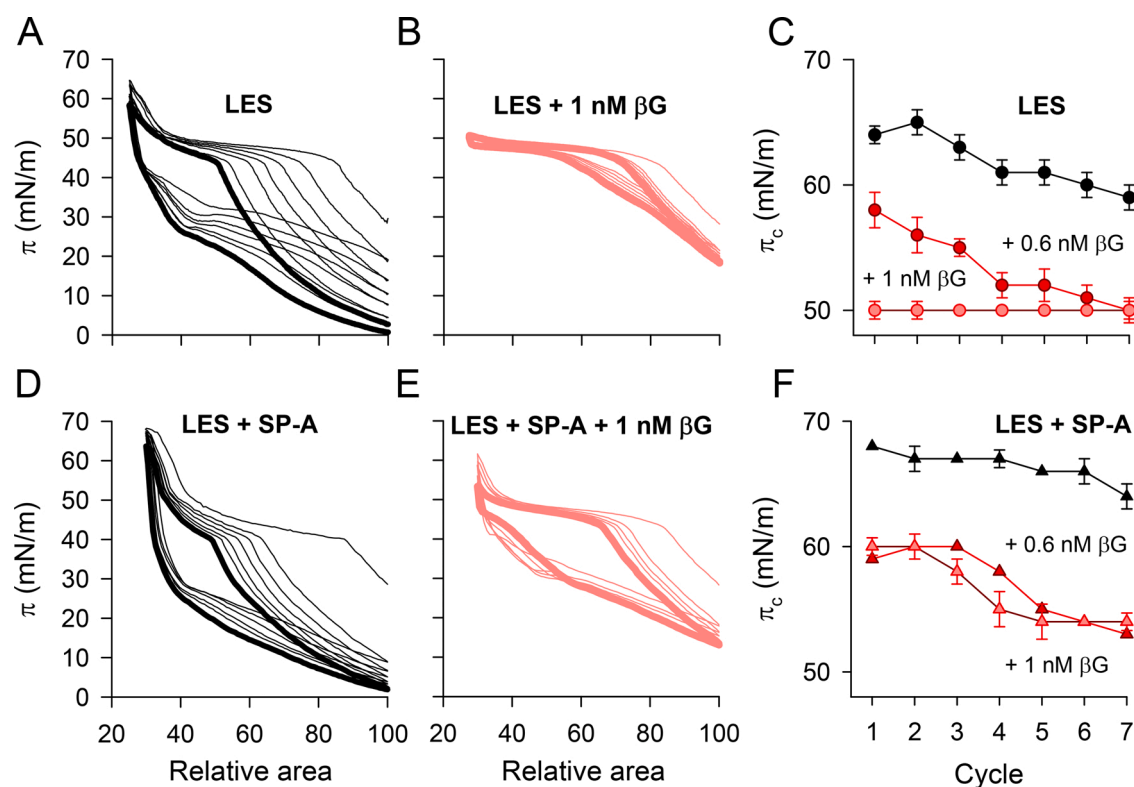 A
B
C
70
60
50
40
30
20
10
0
π (mN/m)
LES
LES + 1 nM βG
70
60
50
πc (mN/m)
LES
+ 0.6 nM βG
+ 1 nM βG
D
E
F
70
60
50
40
30
20
10
0
π (mN/m)
LES + SP-A
LES + SP-A + 1 nM βG
70
60
50
πc (mN/m)
LES + SP-A
+ 0.6 nM βG
+ 1 nM βG
20 40 60 80 100
20 40 60 80 100
1 2 3 4 5 6 7
Relative area
Relative area
Cycle